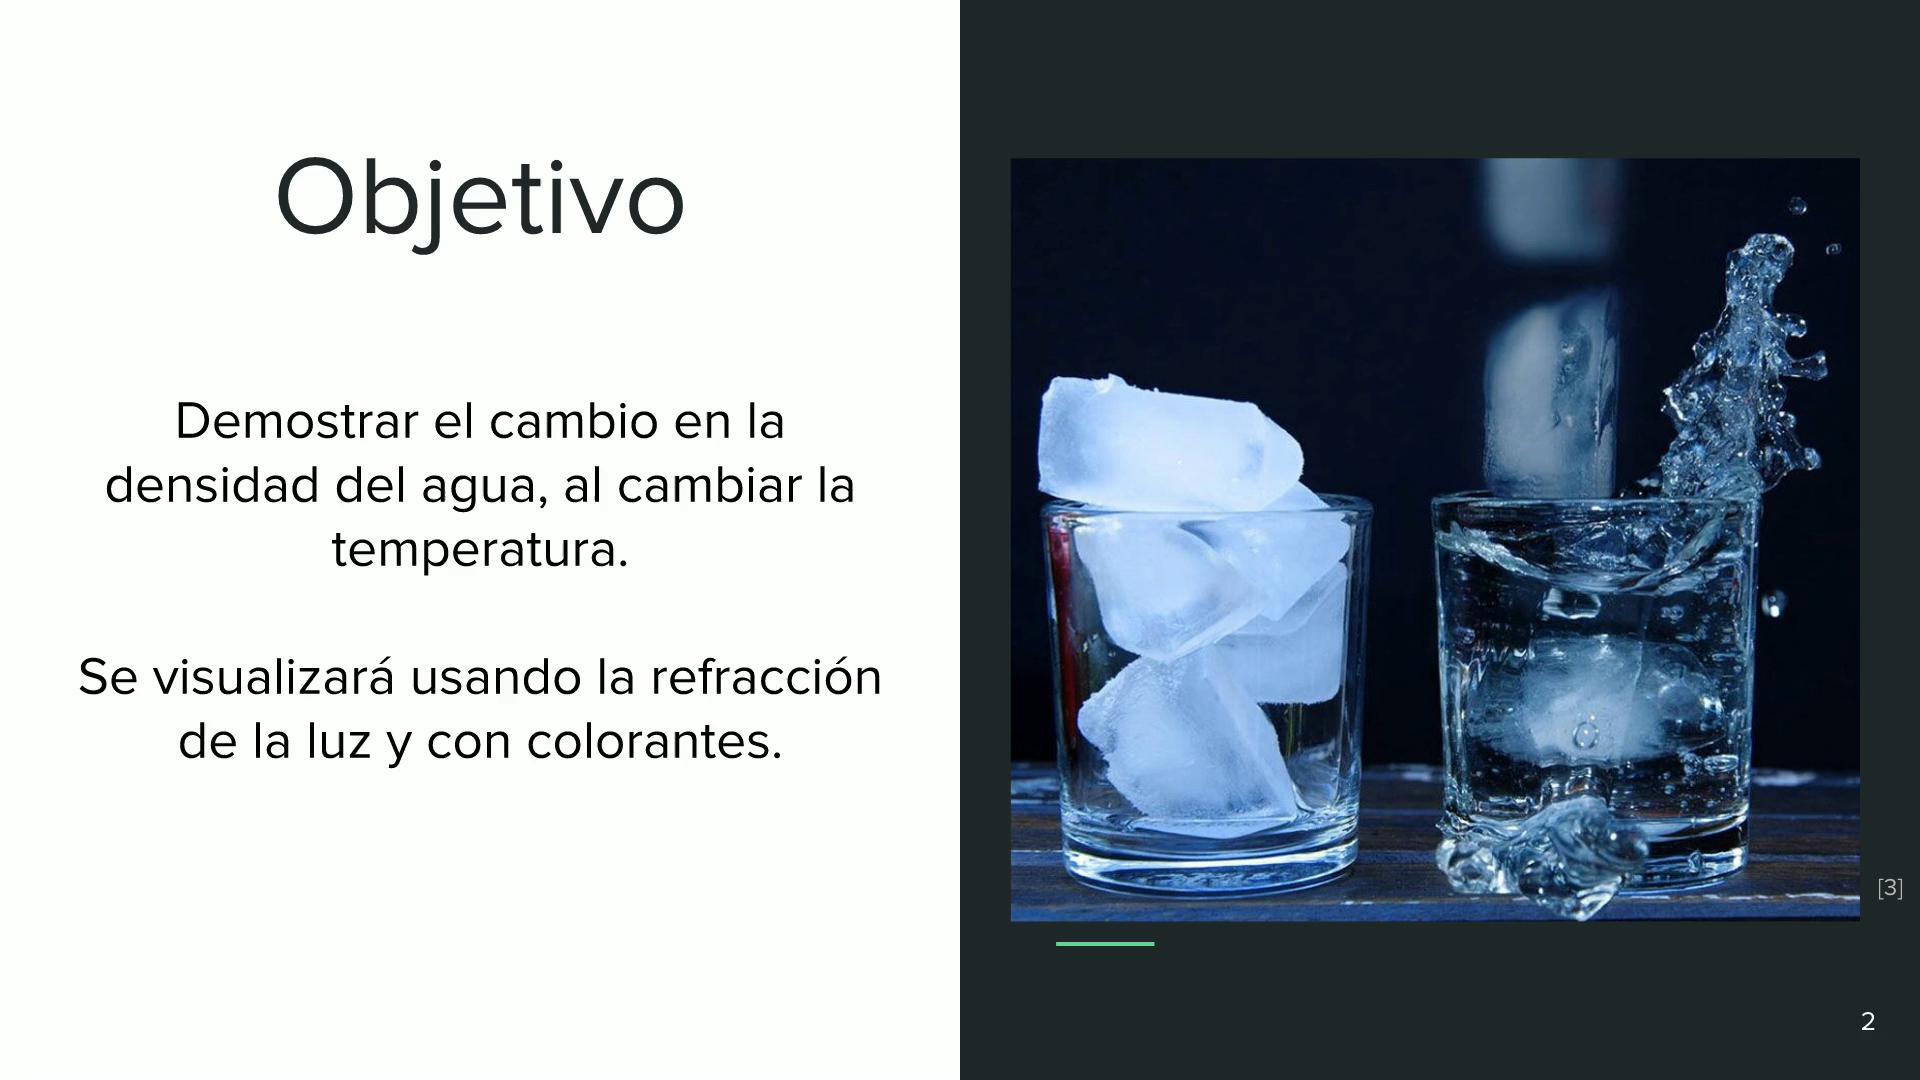 Objetivo
Demostrar el cambio en la
densidad del agua, al cambiar la
temperatura.
Se visualizará usando la refracción
de la luz y con colorantes.
[3]
2